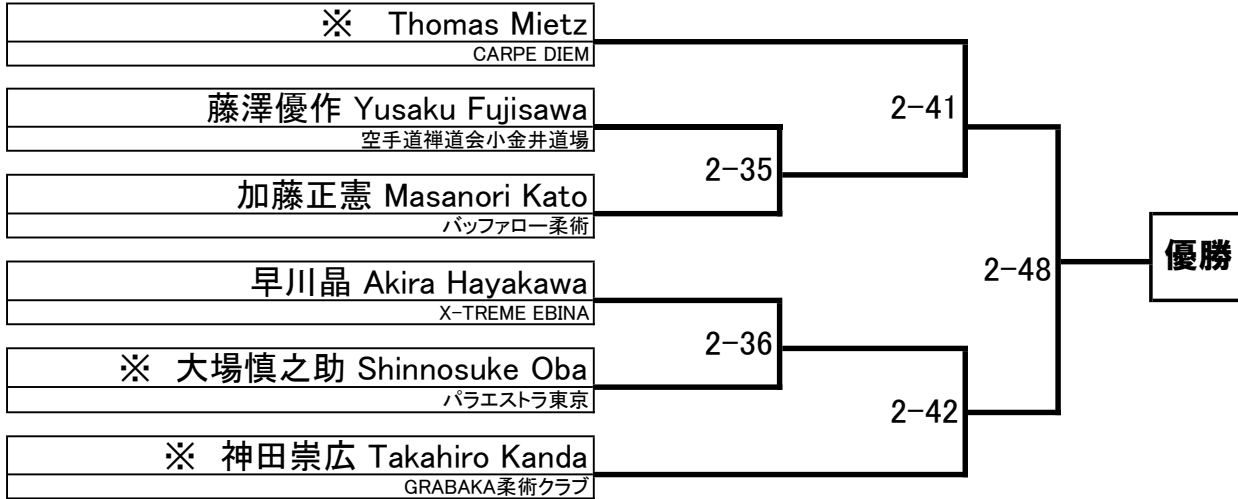 ※ Thomas Mietz
CARPE DIEM
藤澤優作 Yusaku Fujisawa
空手道禅道会小金井道場
加藤正憲 Masanori Kato
バッファロー柔術
早川晶 Akira Hayakawa
X-TREME EBINA
※ 大場慎之助 Shinnosuke Oba
パラエストラ東京
※ 神田崇広 Takahiro Kanda
GRABAKA柔術クラブ
2-35
2-36
2-41
2-42
2-48
優勝